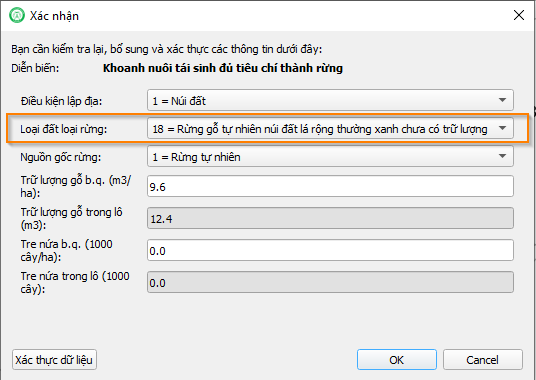 Xác nhận
Bạn cần kiểm tra lại, bổ sung và xác thực các thông tin dưới đây:
Diễn biến: Khoanh nuôi tái sinh đủ tiêu chí thành rừng
Điều kiện lập địa: 1 = Núi đất
Loại đất loại rừng: 18 = Rừng gỗ tự nhiên núi đất lá rộng thường xanh chưa có trữ lượng
Nguồn gốc rừng: 1 = Rừng tự nhiên
Trữ lượng gỗ b.q. (m3/
ha): 9.6
Trữ lượng gỗ trong lô
(m3): 12.4
Tre nứa b.q. (1000
cây/ha): 0.0
Tre nứa trong lô (1000
cây): 0.0
Xác thực dữ liệu OK Cancel